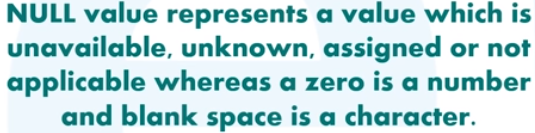 NULL value represents a value which is
unavailable, unknown, assigned or not
applicable whereas a zero is a number
and blank space is a character.